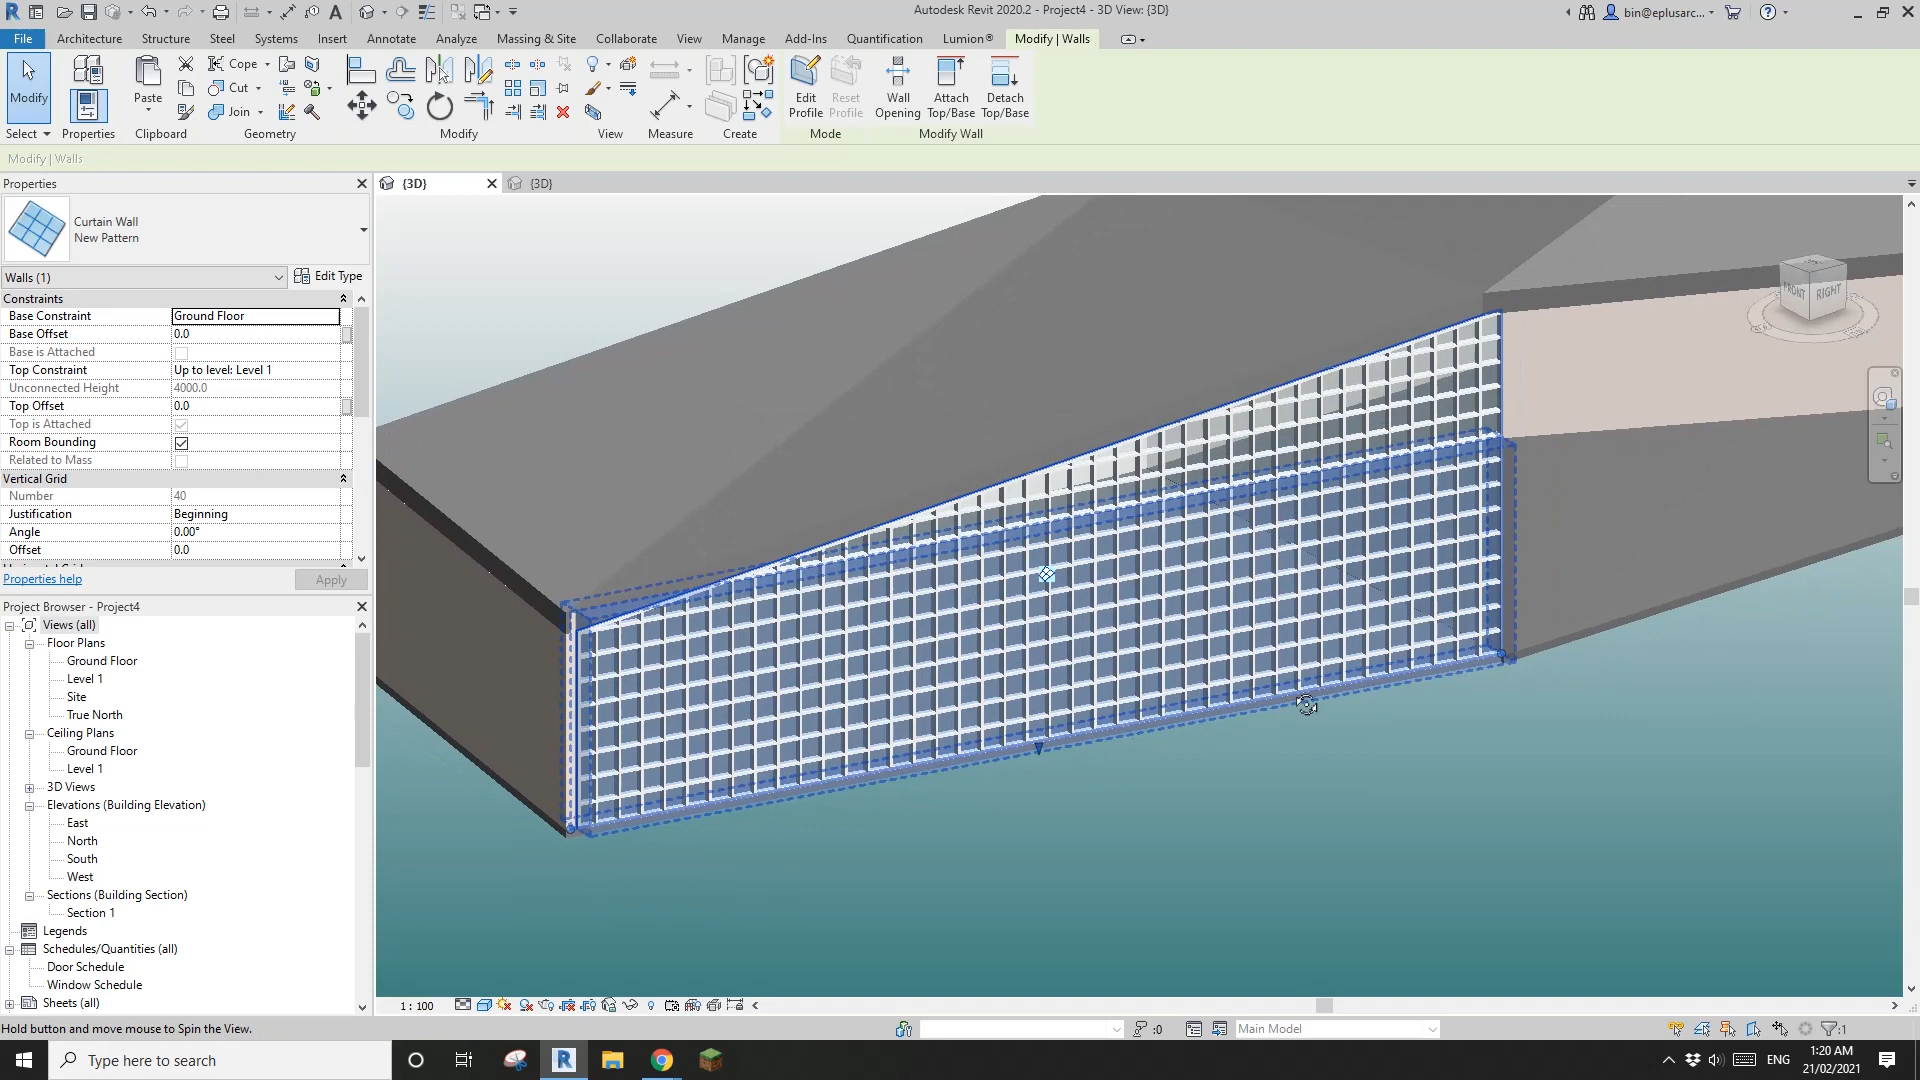 Autodesk Revit 2020.2 - Project4 - 3D View: {3D}
bin@eplusarc...
File Architecture Structure Steel Systems Insert Annotate Analyze Massing & Site Collaborate View Manage Add-Ins Quantification Lumion® Modify | Walls
Modify
Paste
Cope
Cut
Join
Edit Profile
Reset Profile
Wall Opening
Attach Top/Base
Detach Top/Base
Select Properties Clipboard Geometry Modify View Measure Create Mode Modify Wall
Modify | Walls
Properties
{3D}
{3D}
Curtain Wall
New Pattern
Walls (1)
Edit Type
Constraints
Base Constraint Ground Floor
Base Offset 0.0
Base is Attached
Top Constraint Up to level: Level 1
Unconnected Height 4000.0
Top Offset 0.0
Top is Attached
Room Bounding
Related to Mass
Vertical Grid
Number 40
Justification Beginning
Angle 0.00°
Offset 0.0
Properties help
Apply
FRONT RIGHT
Project Browser - Project4
Views (all)
Floor Plans
Ground Floor
Level 1
Site
True North
Ceiling Plans
Ground Floor
Level 1
3D Views
Elevations (Building Elevation)
East
North
South
West
Sections (Building Section)
Section 1
Legends
Schedules/Quantities (all)
Door Schedule
Window Schedule
Sheets (all)
1 : 100
Hold button and move mouse to Spin the View.
:0
Main Model
:1
Type here to search
ENG
1:20 AM
21/02/2021